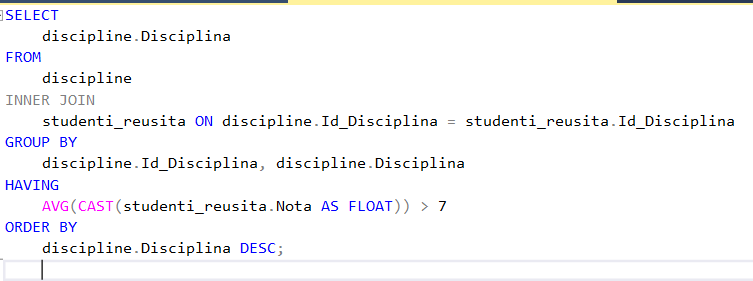 SELECT
discipline.Disciplina
FROM
discipline
INNER JOIN
studenti_reusita ON discipline.Id_Disciplina = studenti_reusita.Id_Disciplina
GROUP BY
discipline.Id_Disciplina, discipline.Disciplina
HAVING
AVG(CAST(studenti_reusita.Nota AS FLOAT)) > 7
ORDER BY
discipline.Disciplina DESC;